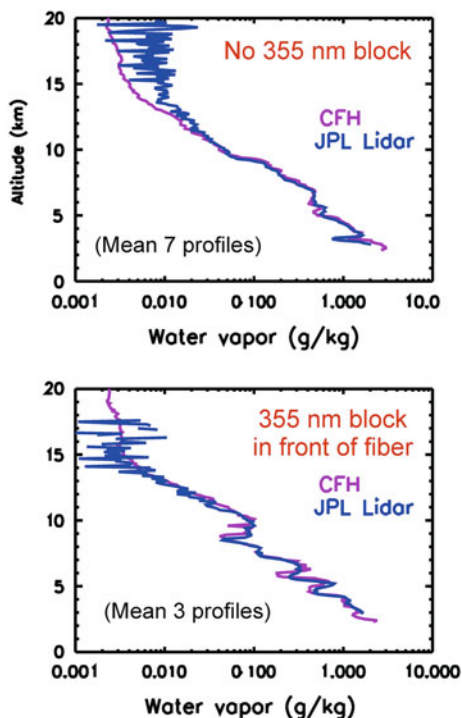 20
No 355 nm block
15
CFH
JPL Lidar
10
Altitude (km)
5
(Mean 7 profiles)
0
0.001 0.010 0.100 1.000 10.0
Water vapor (g/kg)
20
355 nm block
in front of fiber
15
CFH
JPL Lidar
10
5
(Mean 3 profiles)
0
0.001 0.010 0.100 1.000 10.000
Water vapor (g/kg)